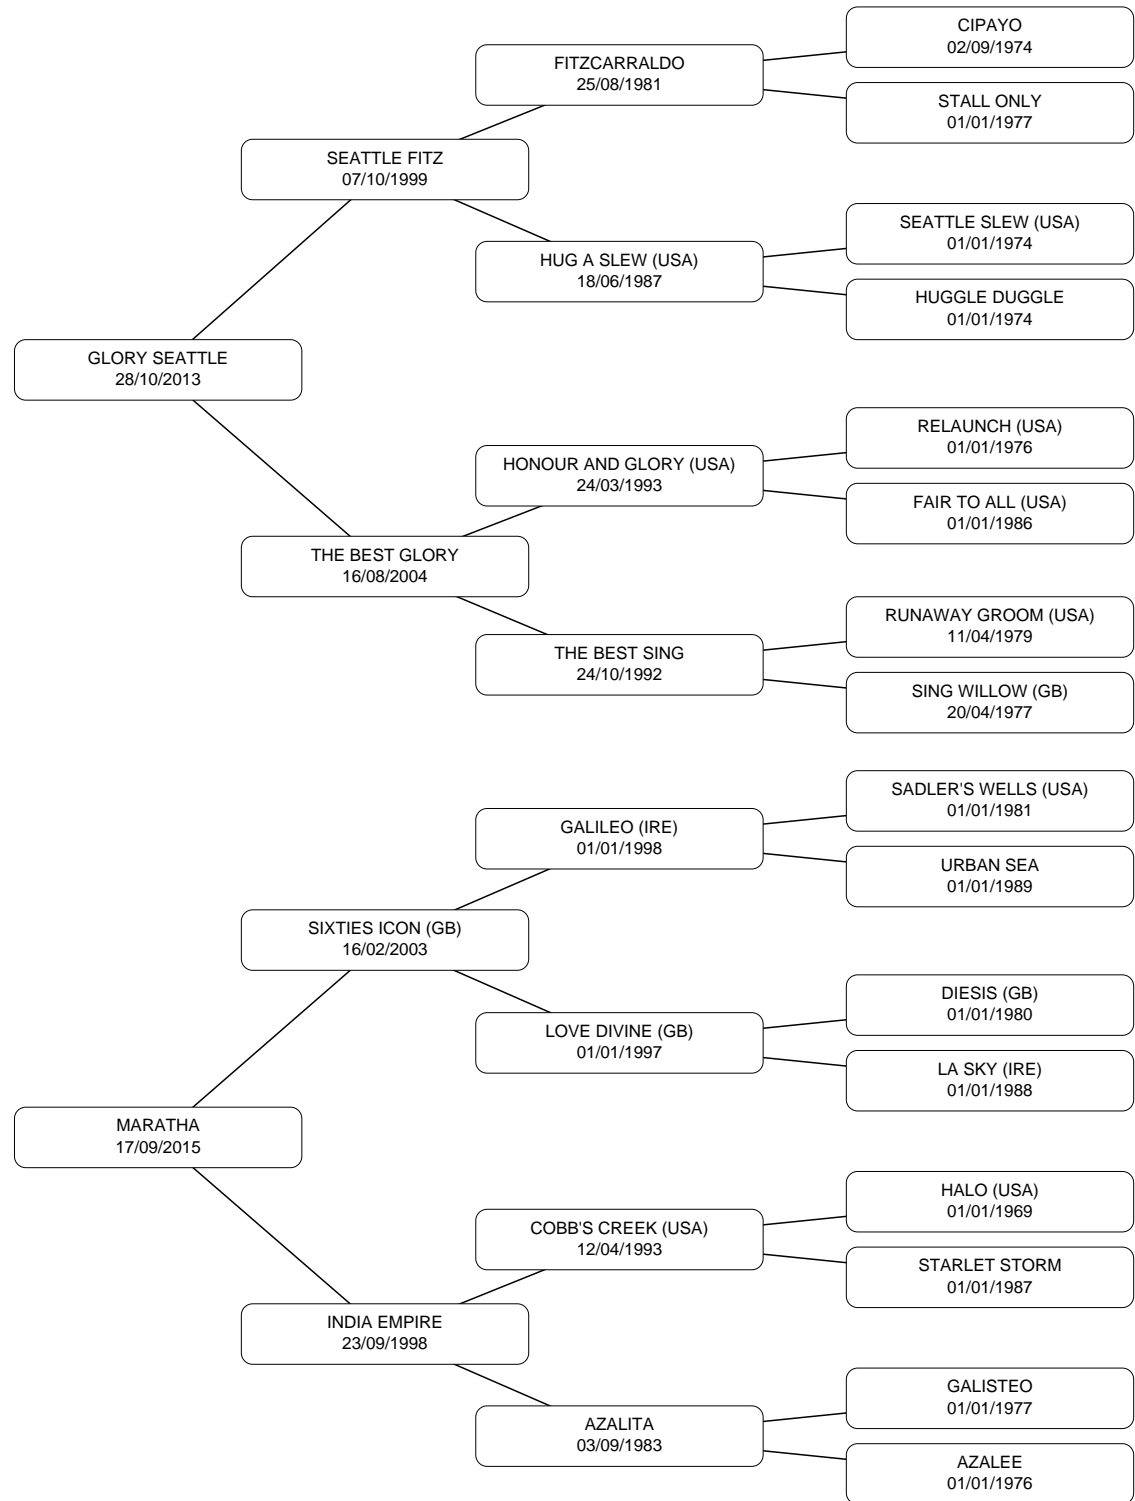 CIPAYO
02/09/1974
FITZCARRALDO
25/08/1981
STALL ONLY
01/01/1977
SEATTLE FITZ
07/10/1999
SEATTLE SLEW (USA)
01/01/1974
HUG A SLEW (USA)
18/06/1987
HUGGLE DUGGLE
01/01/1974
GLORY SEATTLE
28/10/2013
RELAUNCH (USA)
01/01/1976
HONOUR AND GLORY (USA)
24/03/1993
FAIR TO ALL (USA)
01/01/1986
THE BEST GLORY
16/08/2004
RUNAWAY GROOM (USA)
11/04/1979
THE BEST SING
24/10/1992
SING WILLOW (GB)
20/04/1977
SADLER'S WELLS (USA)
01/01/1981
GALILEO (IRE)
01/01/1998
URBAN SEA
01/01/1989
SIXTIES ICON (GB)
16/02/2003
DIESIS (GB)
01/01/1980
LOVE DIVINE (GB)
01/01/1997
LA SKY (IRE)
01/01/1988
MARATHA
17/09/2015
HALO (USA)
01/01/1969
COBB'S CREEK (USA)
12/04/1993
STARLET STORM
01/01/1987
INDIA EMPIRE
23/09/1998
GALISTEO
01/01/1977
AZALITA
03/09/1983
AZALEE
01/01/1976